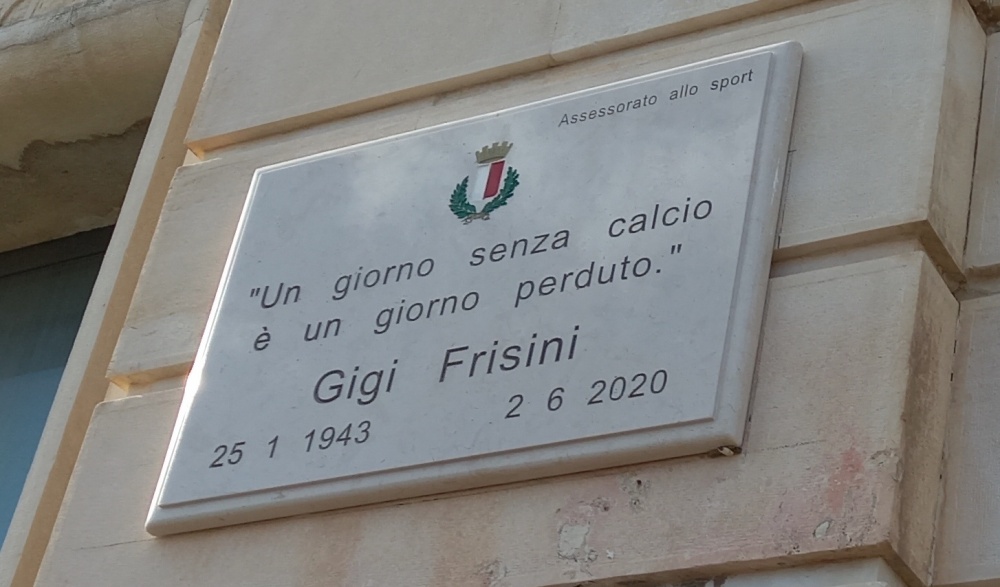 Assessorato allo sport
"Un giorno senza calcio
è un giorno perduto."
Gigi Frisini
25 1 1943 2 6 2020